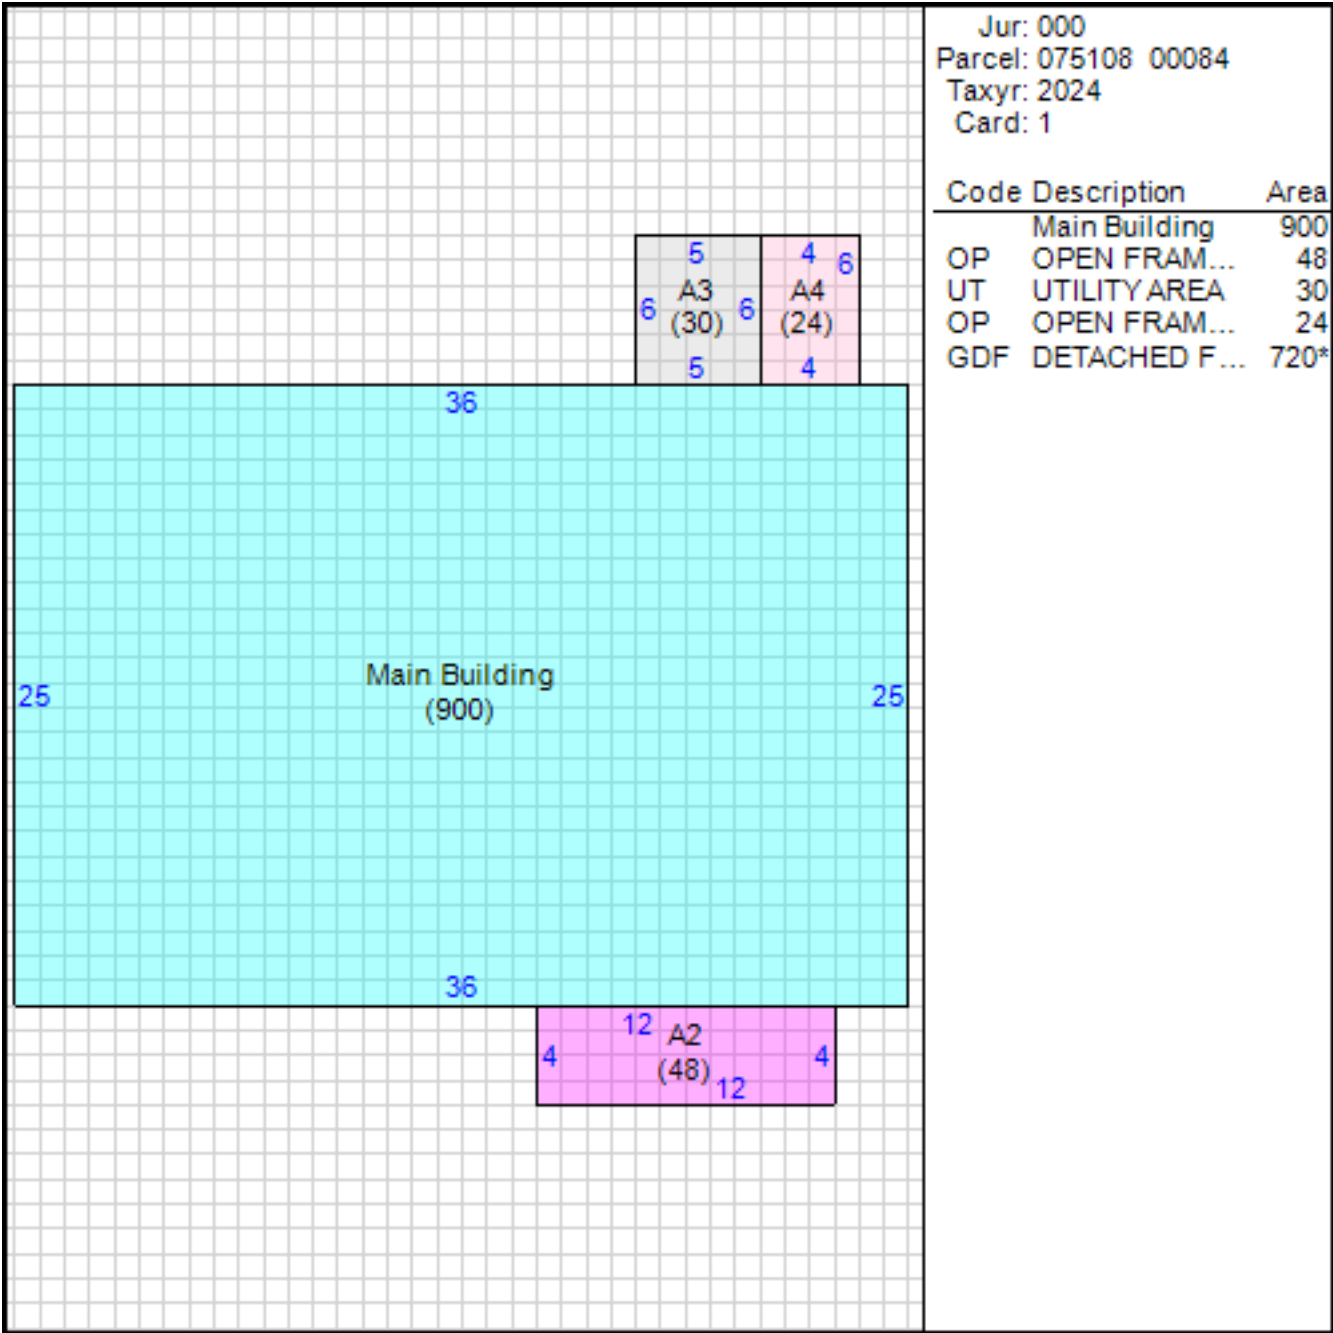 Jur: 000
Parcel: 075108 00084
Taxyr: 2024
Card: 1
Code Description Area
Main Building 900
OP OPEN FRAM... 48
UT UTILITY AREA 30
OP OPEN FRAM... 24
GDF DETACHED F... 720*
5 4 6
A3 A4
6 (30) 6 (24)
5 4
36
Main Building
25 (900) 25
36
12 A2
4 (48) 4
12